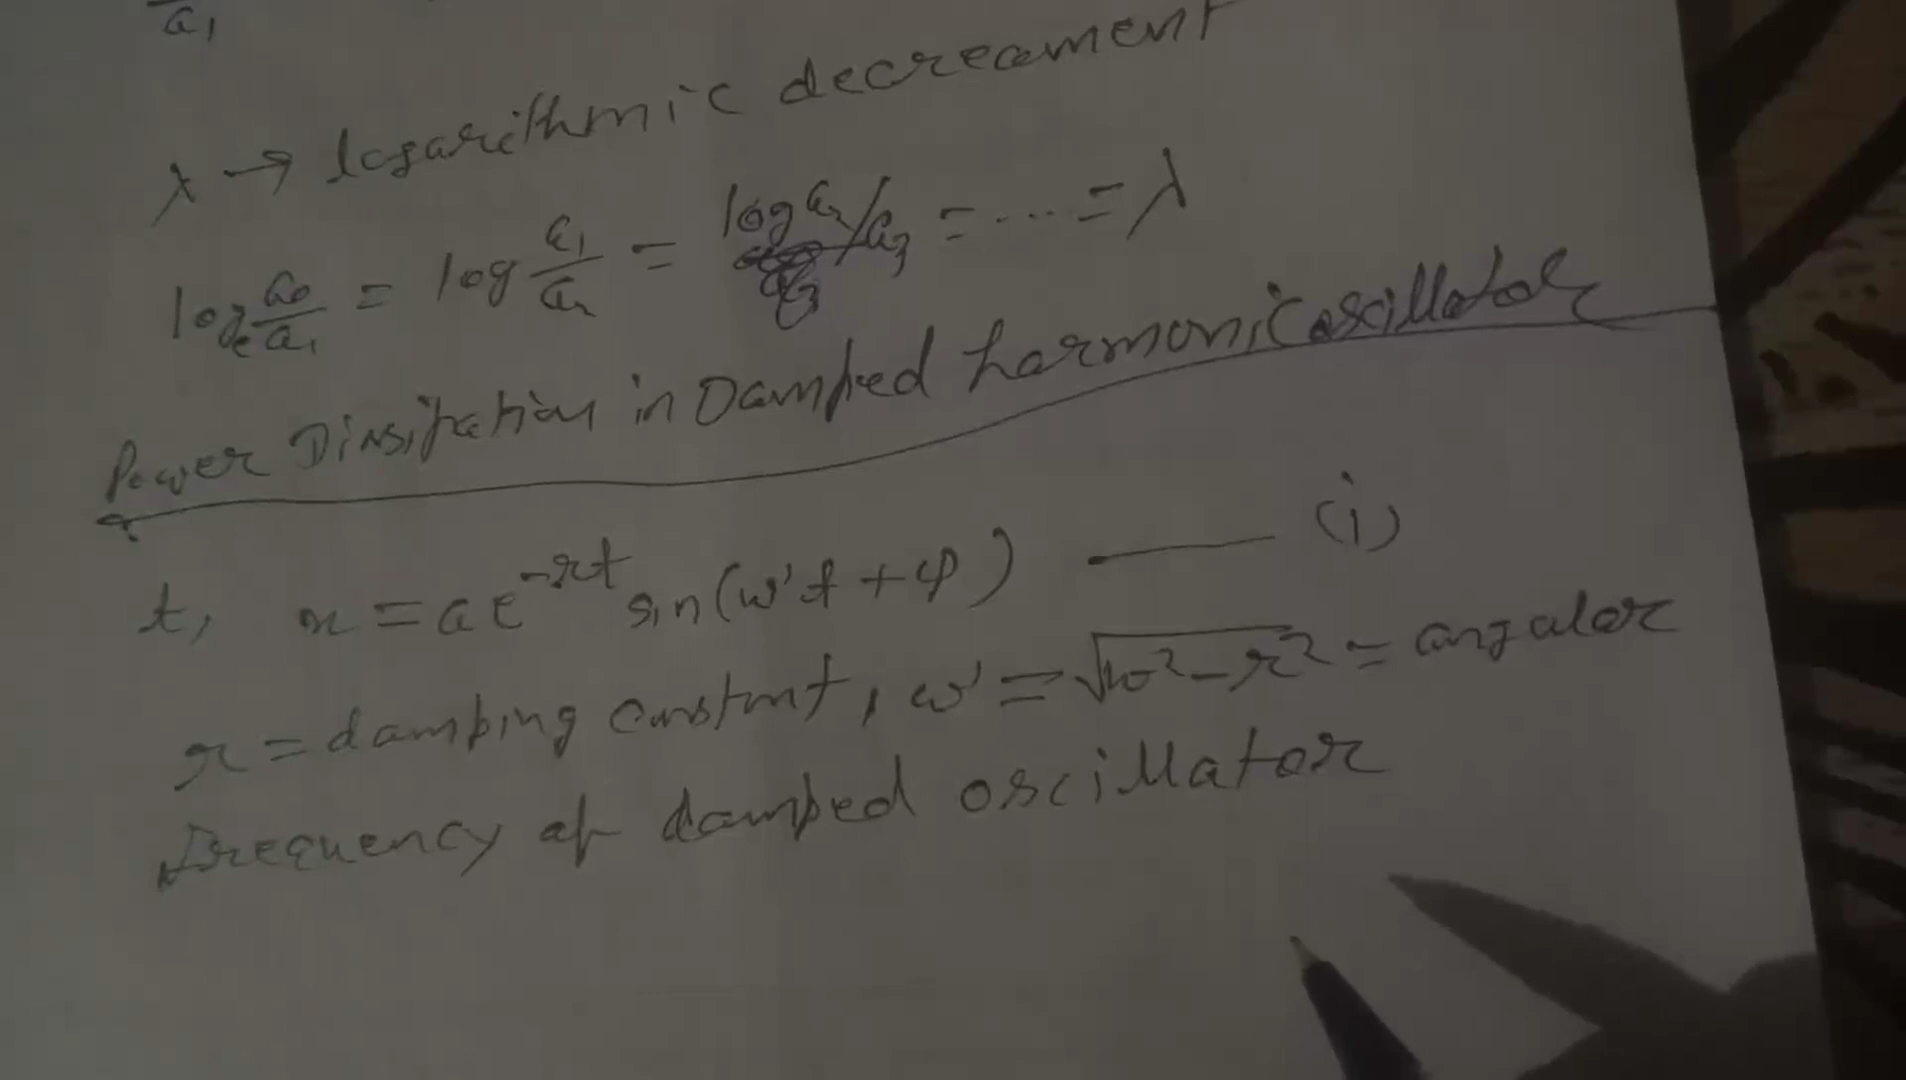 a₁
λ → logarithmic decreament
logₑ a₀/a₁ = log a₁/a₂ = log a₂/a₃ = .... = λ
Power Dissipation in Damped harmonic oscillator
t, x = a e^-rt sin(ω't + φ) —— (i)
r = damping constant, ω' = √ω²-r² = angular
frequency of damped oscillator